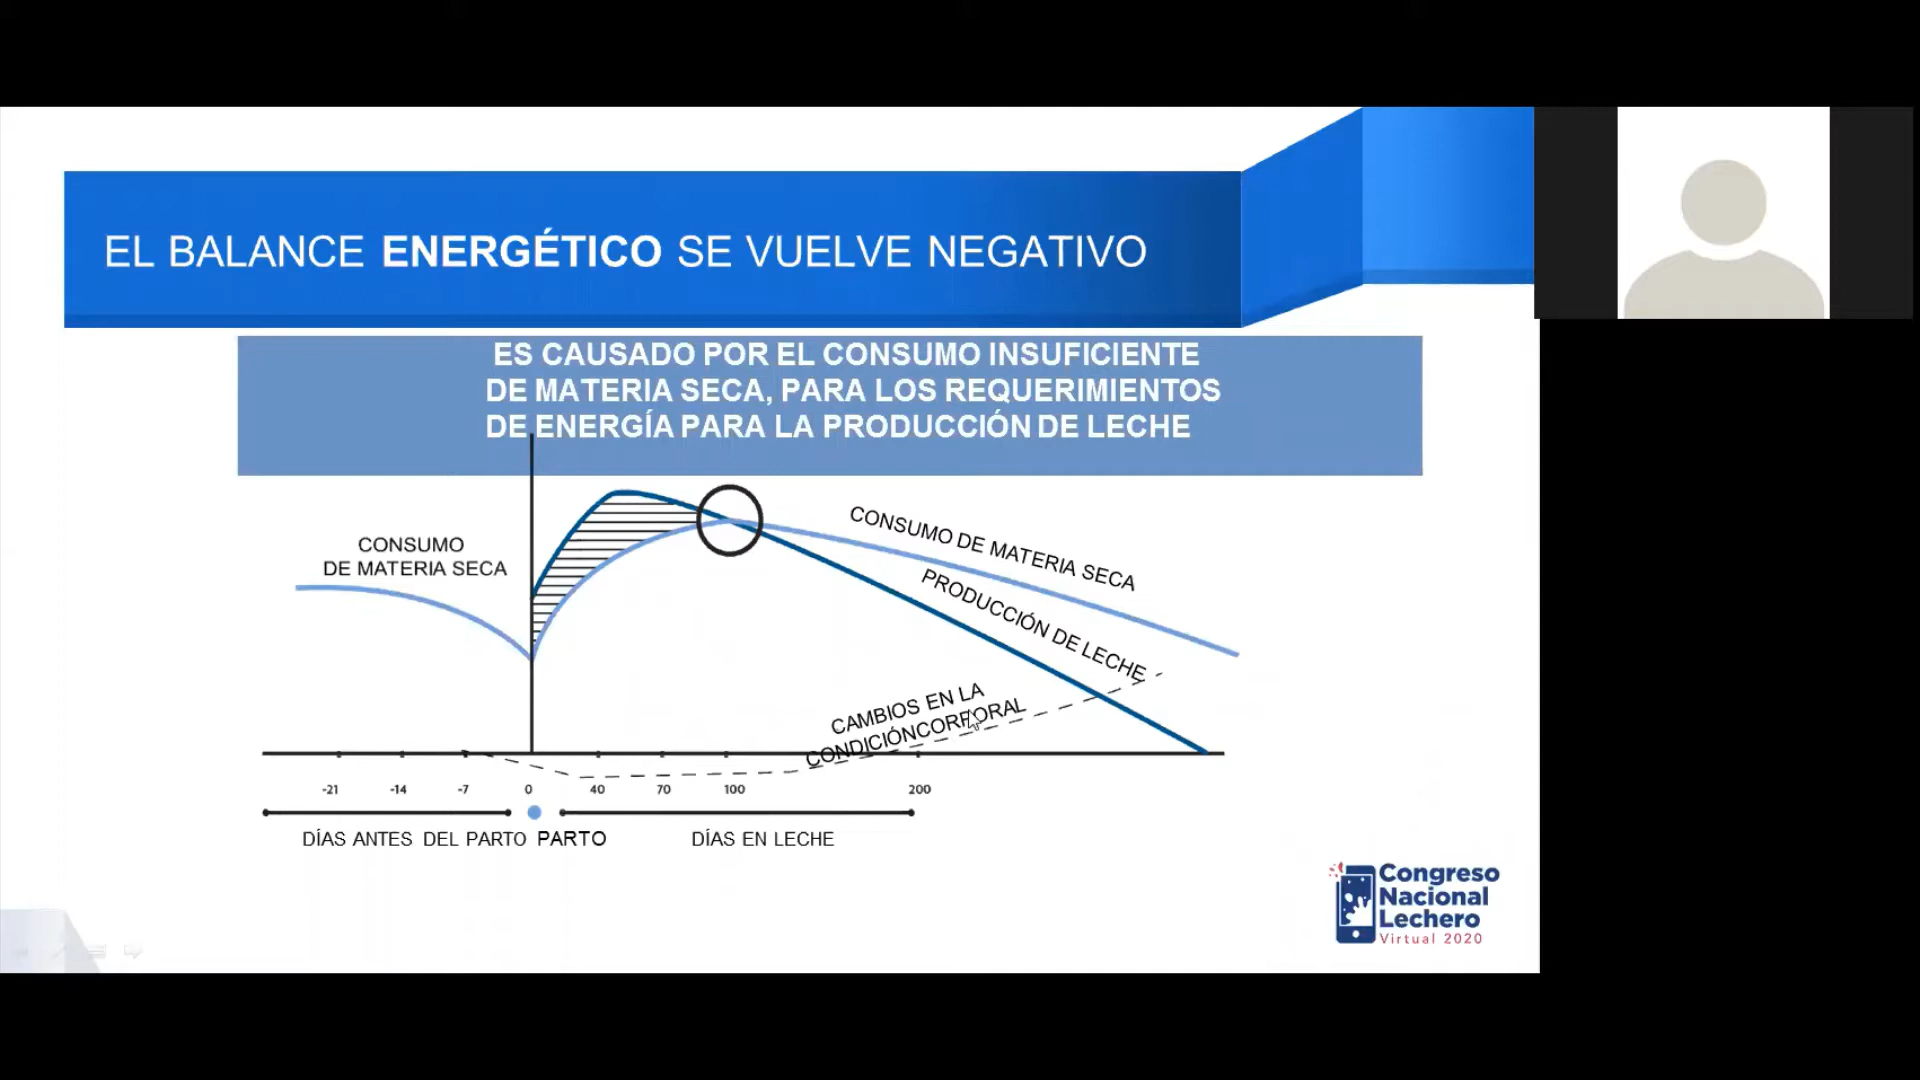 EL BALANCE ENERGÉTICO SE VUELVE NEGATIVO
ES CAUSADO POR EL CONSUMO INSUFICIENTE
DE MATERIA SECA, PARA LOS REQUERIMIENTOS
DE ENERGÍA PARA LA PRODUCCIÓN DE LECHE
CONSUMO
DE MATERIA SECA
CONSUMO DE MATERIA SECA
PRODUCCIÓN DE LECHE
CAMBIOS EN LA
CONDICIÓNCORPORAL
-21 -14 -7 0 40 70 100 200
DÍAS ANTES DEL PARTO PARTO DÍAS EN LECHE
Congreso
Nacional
Lechero
Virtual 2020